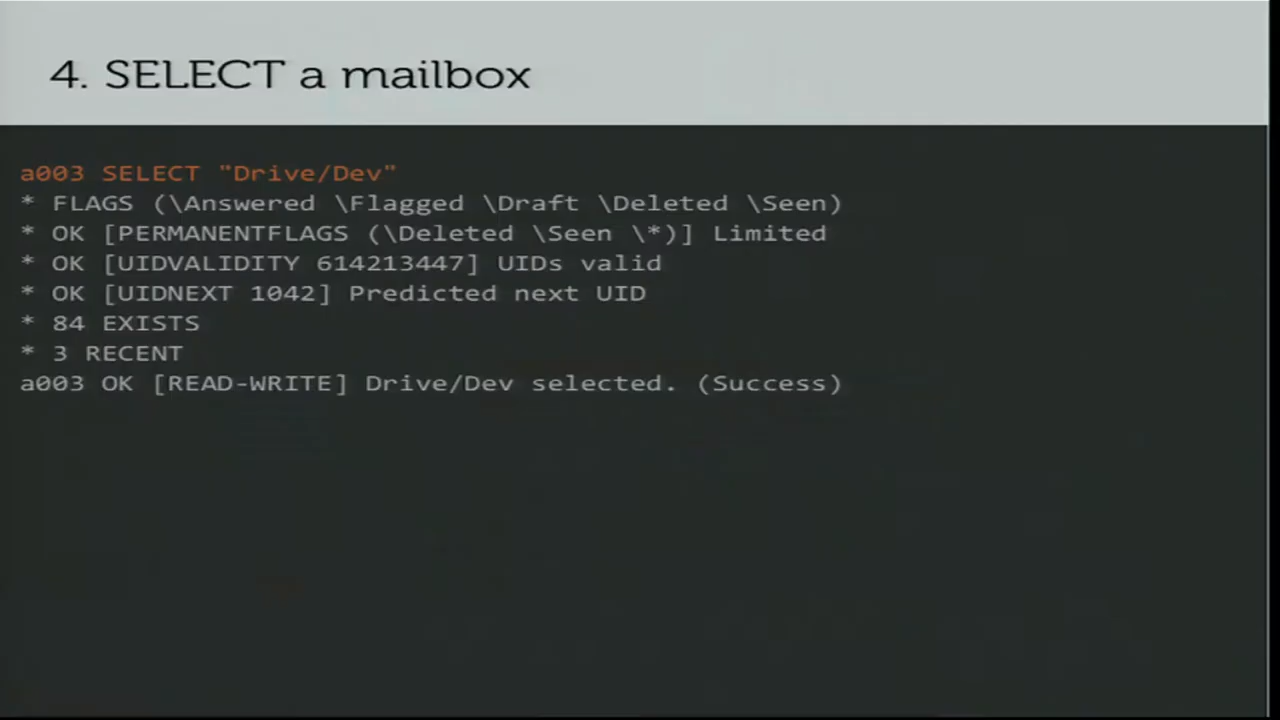 4. SELECT a mailbox
a003 SELECT "Drive/Dev"
* FLAGS (\Answered \Flagged \Draft \Deleted \Seen)
* OK [PERMANENTFLAGS (\Deleted \Seen \*)] Limited
* OK [UIDVALIDITY 614213447] UIDs valid
* OK [UIDNEXT 1042] Predicted next UID
* 84 EXISTS
* 3 RECENT
a003 OK [READ-WRITE] Drive/Dev selected. (Success)